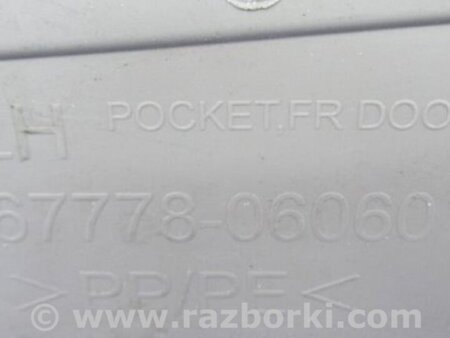 LH POCKET,FR DOO
67778-06060
>PP/PE<
www.razborki.com